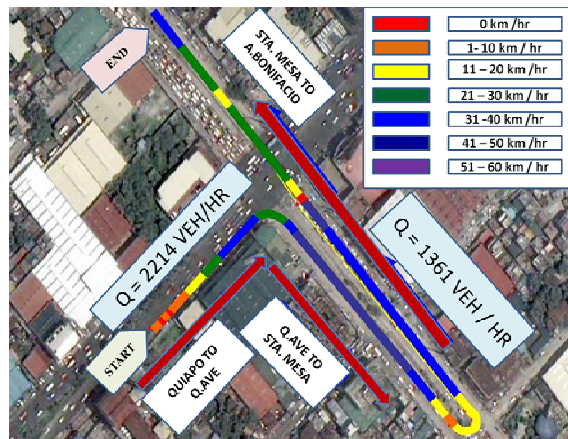 END
STA. MESA TO
A.BONIFACIO
0 km /hr
1-10 km / hr
11 – 20 km / hr
21 – 30 km / hr
31-40 km / hr
41 – 50 km / hr
51 – 60 km / hr
Q = 2214 VEH/HR
Q = 1361 VEH / HR
START
QUIAPO TO
Q.AVE
Q.AVE TO
STA. MESA